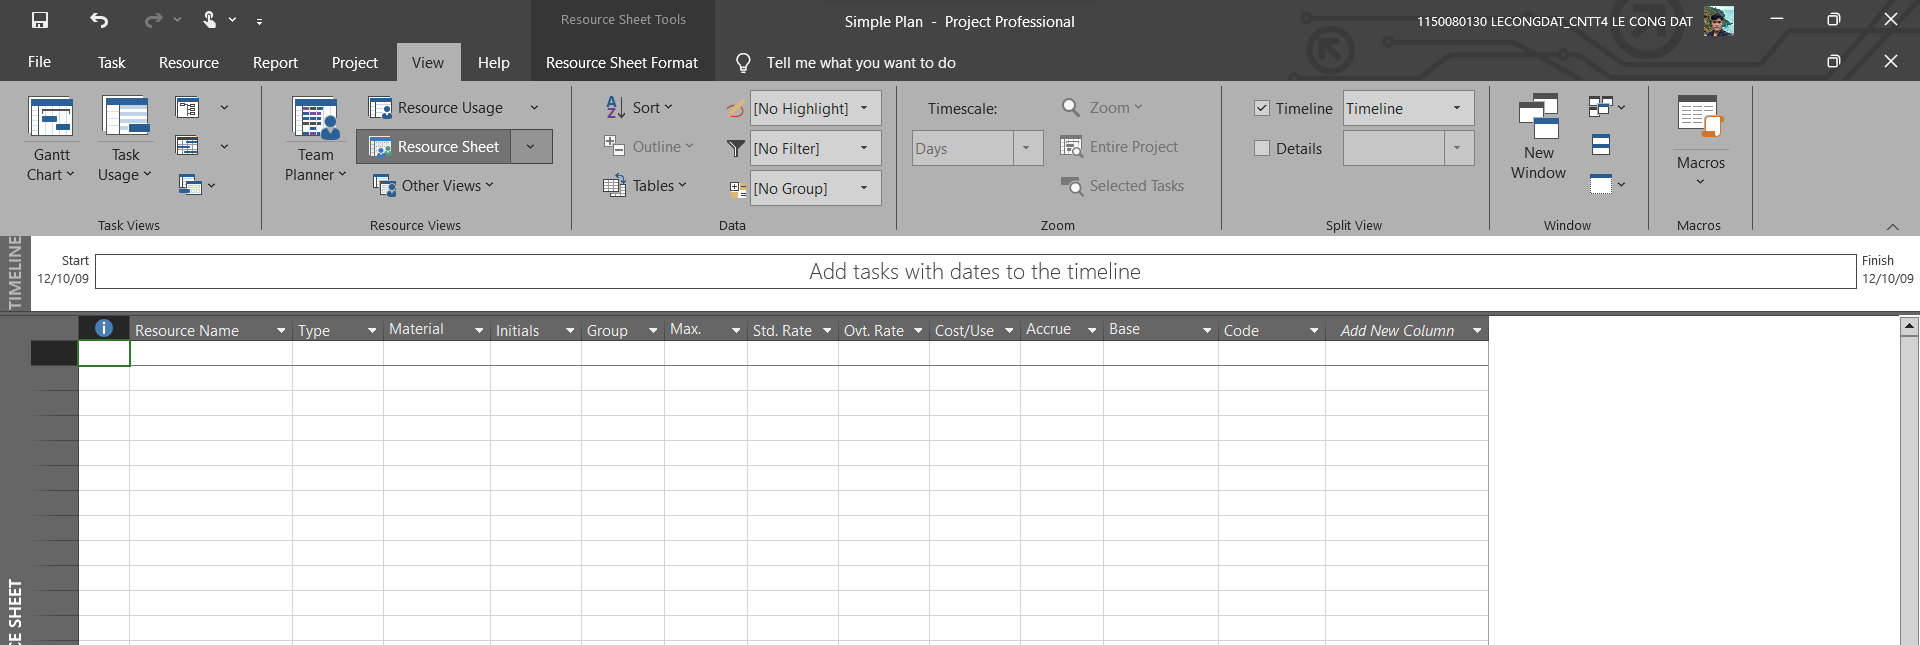 Resource Sheet Tools
Simple Plan - Project Professional
1150080130 LECONGDAT_CNTT4 LE CONG DAT
File Task Resource Report Project View Help Resource Sheet Format Tell me what you want to do
Gantt Chart
Task Usage
Task Views
Team Planner
Resource Usage
Resource Sheet
Other Views
Resource Views
Sort
Outline
Tables
[No Highlight]
[No Filter]
[No Group]
Data
Timescale:
Days
Zoom
Entire Project
Selected Tasks
Zoom
Timeline Timeline
Details
Split View
New Window
Window
Macros
Macros
TIMELINE
Start
12/10/09
Add tasks with dates to the timeline
Finish
12/10/09
Resource Name Type Material Initials Group Max. Std. Rate Ovt. Rate Cost/Use Accrue Base Code Add New Column
CE SHEET